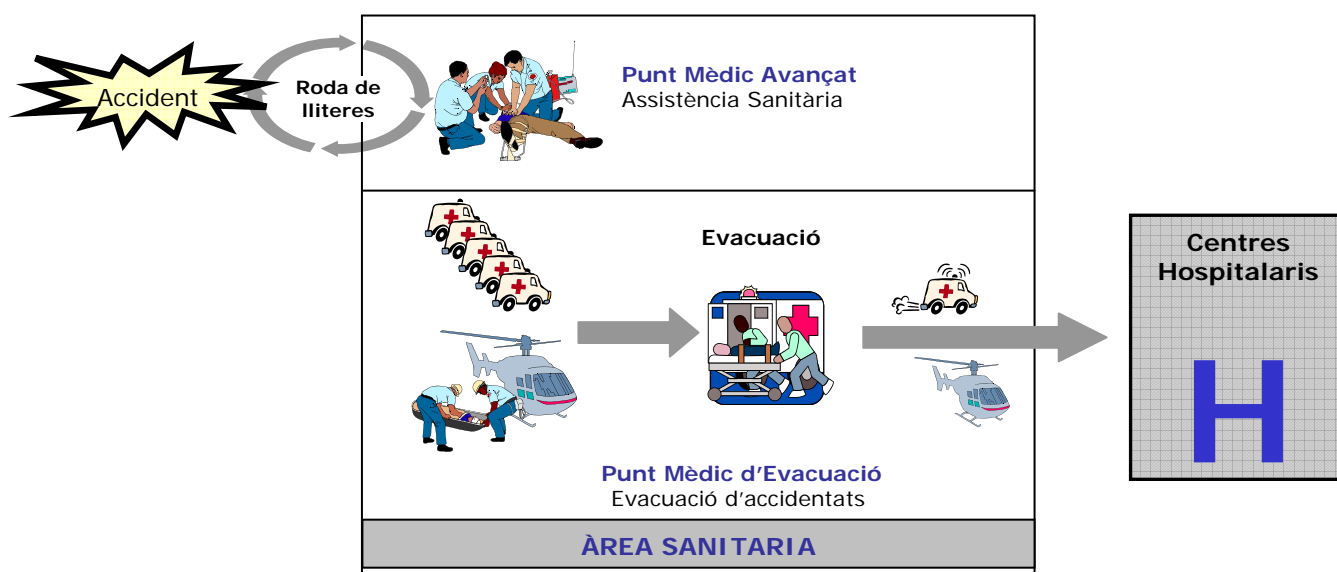 Accident
Roda de
lliteres
Punt Mèdic Avançat
Assistència Sanitària
Evacuació
Punt Mèdic d'Evacuació
Evacuació d'accidentats
ÀREA SANITARIA
Centres
Hospitalaris
H